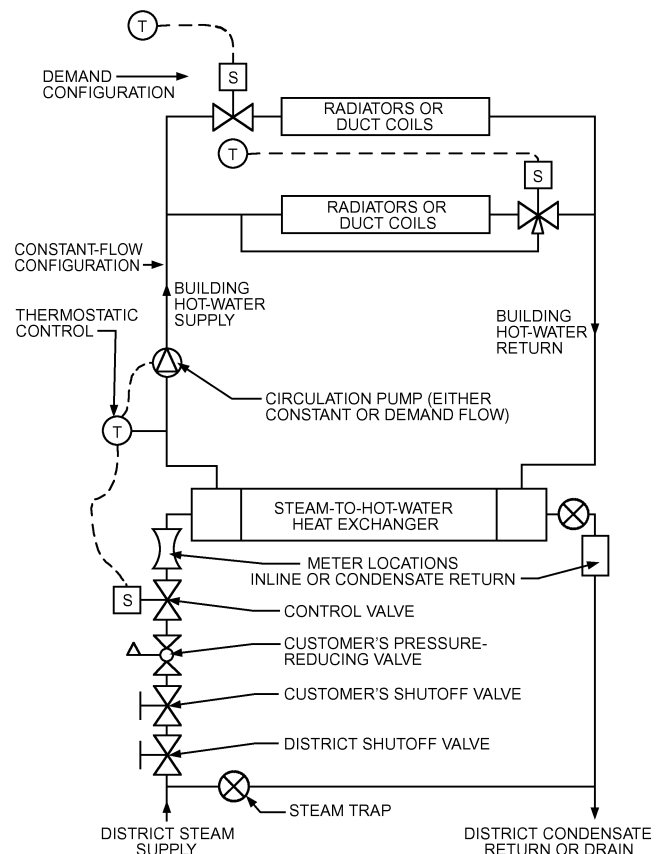 T
DEMAND
CONFIGURATION
S
RADIATORS OR
DUCT COILS
T
S
RADIATORS OR
DUCT COILS
CONSTANT-FLOW
CONFIGURATION
BUILDING
HOT-WATER
SUPPLY
THERMOSTATIC
CONTROL
BUILDING
HOT-WATER
RETURN
CIRCULATION PUMP (EITHER
CONSTANT OR DEMAND FLOW)
T
STEAM-TO-HOT-WATER
HEAT EXCHANGER
METER LOCATIONS
INLINE OR CONDENSATE RETURN
S
CONTROL VALVE
CUSTOMER'S PRESSURE-
REDUCING VALVE
CUSTOMER'S SHUTOFF VALVE
DISTRICT SHUTOFF VALVE
STEAM TRAP
DISTRICT STEAM
SUPPLY
DISTRICT CONDENSATE
RETURN OR DRAIN